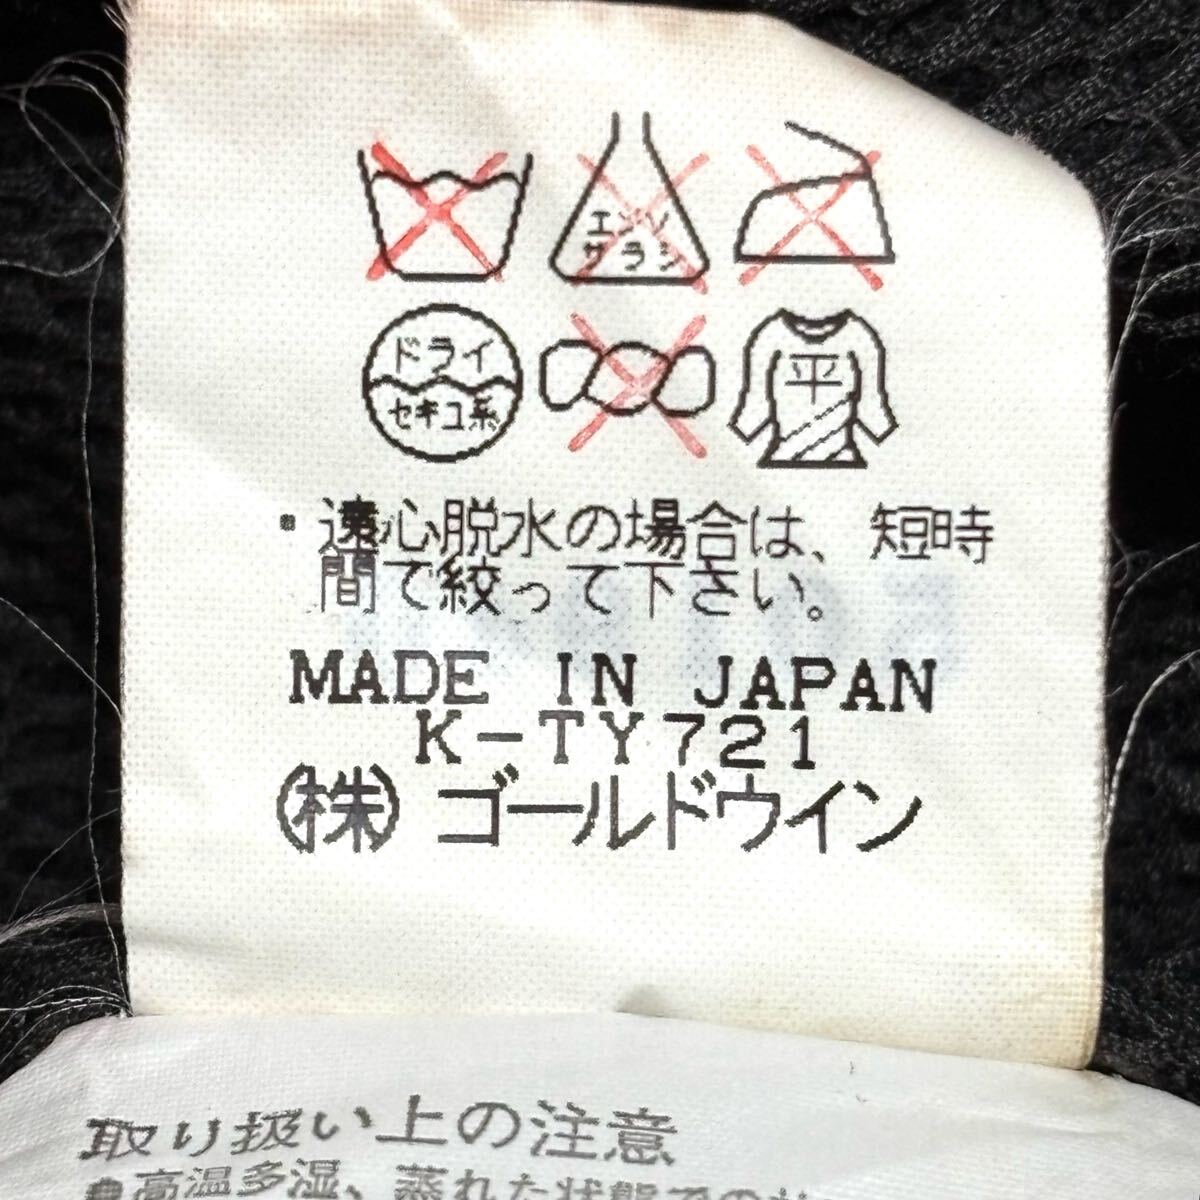 エンソ
サラシ
ドライ
セキユ系
平
・遠心脱水の場合は、短時
間で絞って下さい。
MADE IN JAPAN
K-TY721
(株)ゴールドウイン
取り扱い上の注意
●高温多湿、蒸れた状態での